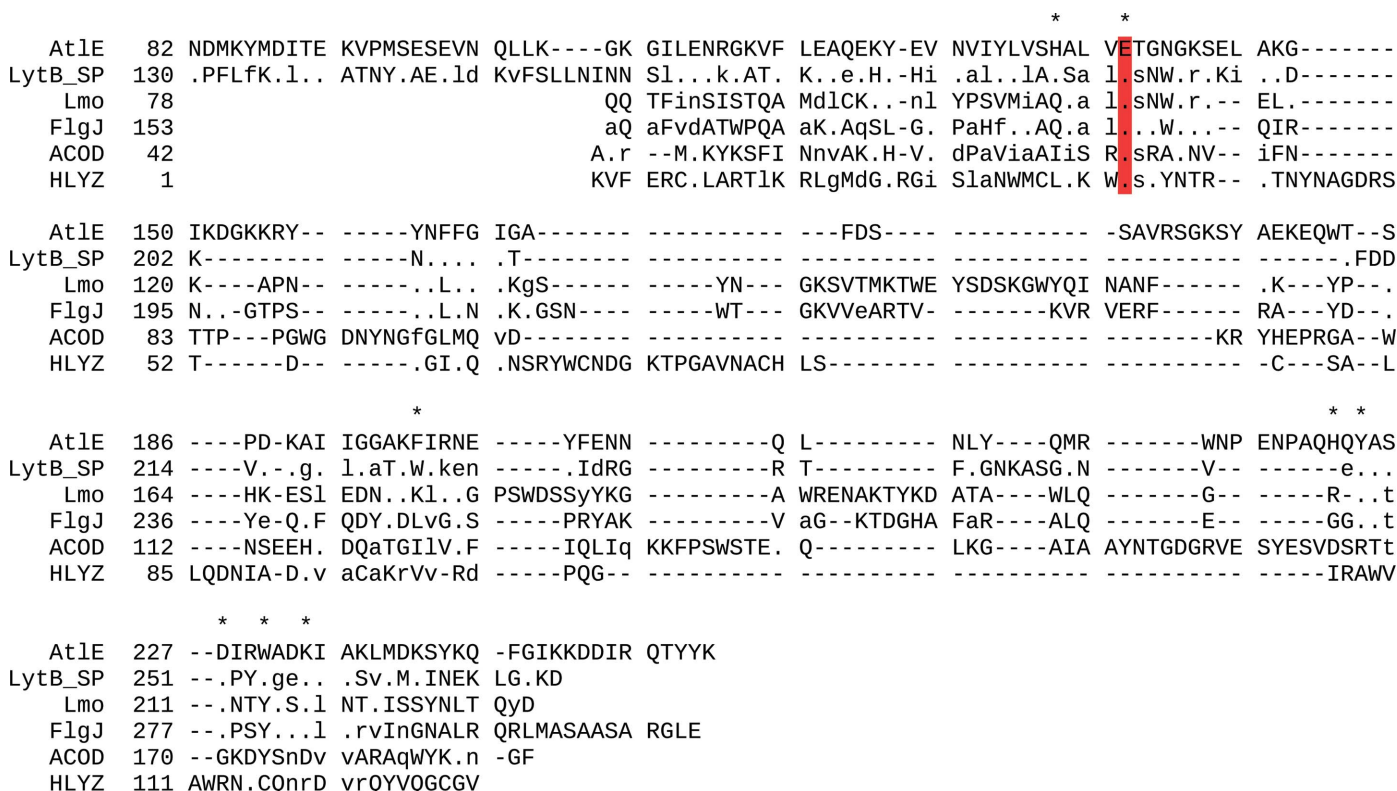 * *
AtlE 82 NDMKYMDITE KVPMSESEVN QLLK----GK GILENRGKVF LEAQEKY-EV NVIYLVSHAL VETGNGKSEL AKG-------
LytB_SP 130 .PFLfK.l.. ATNY.AE.ld KvFSLLNINN Sl...k.AT. K..e.H.-Hi .al..lA.Sa l.sNW.r.Ki ..D-------
Lmo 78 QQ TFinSISTQA MdlCK..-nl YPSVMiAQ.a l.sNW.r.-- EL.-------
FlgJ 153 aQ aFvdATWPQA aK.AqSL-G. PaHf..AQ.a l...W...-- QIR-------
ACOD 42 A.r --M.KYKSFI NnvAK.H-V. dPaViaAIiS R.sRA.NV-- iFN-------
HLYZ 1 KVF ERC.LARTlK RLgMdG.RGi SlaNWMCL.K W.s.YNTR-- .TNYNAGDRS
AtlE 150 IKDGKKRY-- -----YNFFG IGA------- ---------- ---FDS---- ---------- -SAVRSGKSY AEKEQWT--S
LytB_SP 202 K--------- -----N.... .T-------- ---------- ---------- ---------- ---------- ------.FDD
Lmo 120 K----APN-- -----..L.. .KgS------ -----YN--- GKSVTMKTWE YSDSKGWYQI NANF------ .K---YP--.
FlgJ 195 N..-GTPS-- -----..L.N .K.GSN---- -----WT--- GKVVeARTV- -------KVR VERF------ RA---YD--.
ACOD 83 TTP---PGWG DNYNGfGLMQ vD-------- ---------- ---------- ---------- --------KR YHEPRGA--W
HLYZ 52 T------D-- -----.GI.Q .NSRYWCNDG KTPGAVNACH LS-------- ---------- ---------- -C---SA--L
* * *
AtlE 186 ----PD-KAI IGGAKFIRNE -----YFENN ---------Q L--------- NLY----QMR -------WNP ENPAQHQYAS
LytB_SP 214 ----V.-.g. l.aT.W.ken -----.IdRG ---------R T--------- F.GNKASG.N -------V-- ------e...
Lmo 164 ----HK-ESl EDN..Kl..G PSWDSSyYKG ---------A WRENAKTYKD ATA----WLQ -------G-- -----R-..t
FlgJ 236 ----Ye-Q.F QDY.DLvG.S -----PRYAK ---------V aG--KTDGHA FaR----ALQ -------E-- -----GG..t
ACOD 112 ----NSEEH. DQaTGIlV.F -----IQLIq KKFPSWSTE. Q--------- LKG----AIA AYNTGDGRVE SYESVDSRTt
HLYZ 85 LQDNIA-D.v aCaKrVv-Rd -----PQG-- ---------- ---------- ---------- ---------- -----IRAWV
* * *
AtlE 227 --DIRWADKI AKLMDKSYKQ -FGIKKDDIR QTYYK
LytB_SP 251 --.PY.ge.. .Sv.M.INEK LG.KD
Lmo 211 --.NTY.S.l NT.ISSYNLT QyD
FlgJ 277 --.PSY...l .rvInGNALR QRLMASAASA RGLE
ACOD 170 --GKDYSnDv vARAqWYK.n -GF
HLYZ 111 AWRN.COnrD vrOYVOGCGV